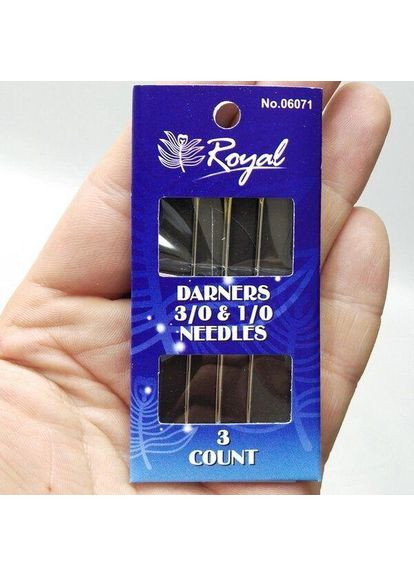 No.06071
Royal
DARNERS
3/0 & 1/0
NEEDLES
3
COUNT